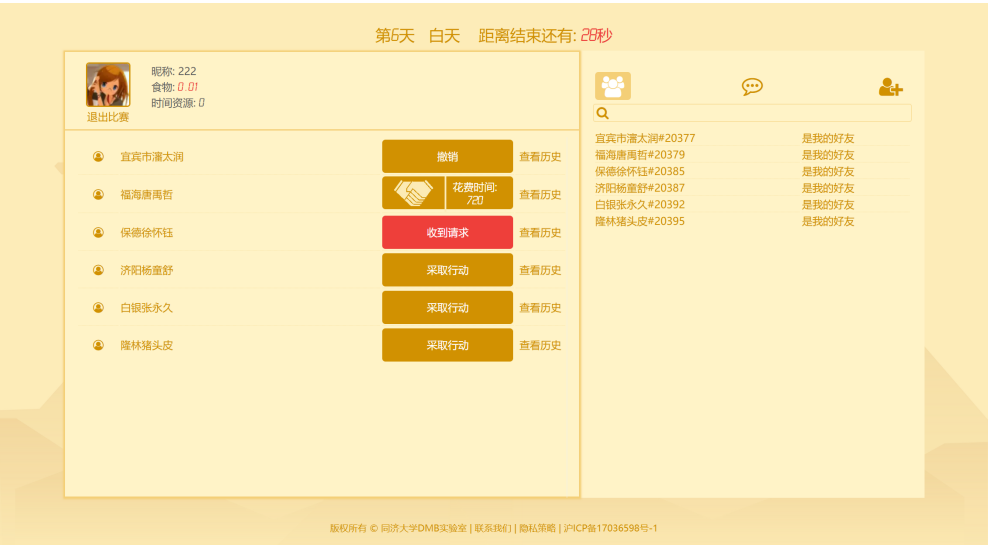 第6天 白天 距离结束还有: 28秒
昵称: 222
食物: 0.01
时间资源: 0
退出比赛
宜宾市溍太润 撤销 查看历史
福海唐禹哲 花费时间: 720 查看历史
保德徐怀钰 收到请求 查看历史
济阳杨童舒 采取行动 查看历史
白银张永久 采取行动 查看历史
隆林猪头皮 采取行动 查看历史
宜宾市溍太润#20377 是我的好友
福海唐禹哲#20379 是我的好友
保德徐怀钰#20385 是我的好友
济阳杨童舒#20387 是我的好友
白银张永久#20392 是我的好友
隆林猪头皮#20395 是我的好友
版权所有 © 同济大学DMB实验室 | 联系我们 | 隐私策略 | 沪ICP备17036598号-1